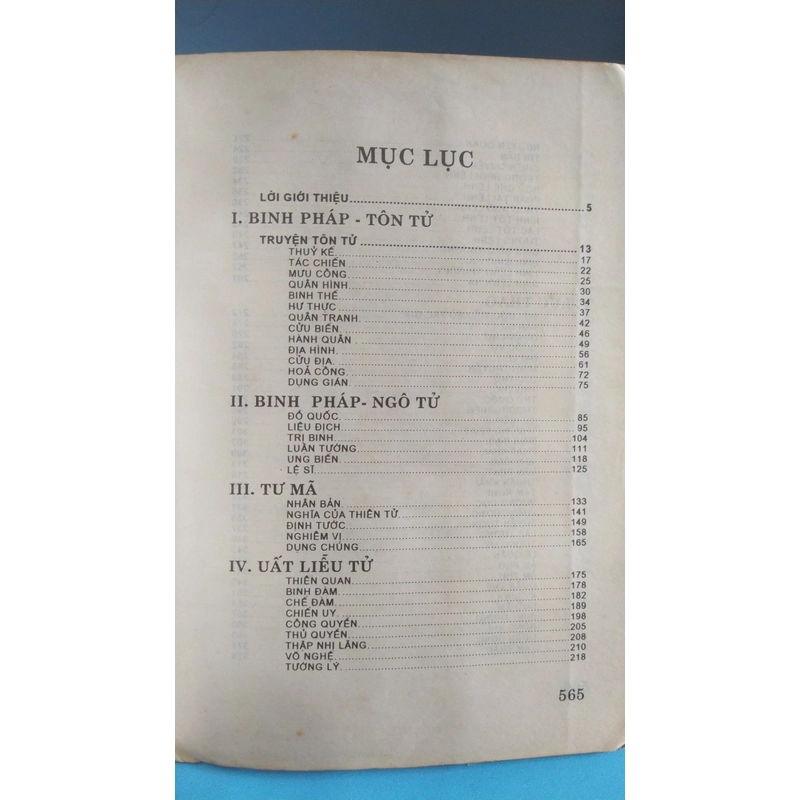 MỤC LỤC
LỜI GIỚI THIỆU 5
I. BINH PHÁP - TÔN TỬ
TRUYỆN TÔN TỬ 13
THUỶ KẾ 17
TÁC CHIẾN 22
MƯU CÔNG 25
QUÂN HÌNH 30
BINH THẾ 34
HƯ THỰC 37
QUÂN TRANH 42
CỬU BIẾN 46
HÀNH QUÂN 49
ĐỊA HÌNH 56
CỬU ĐỊA 61
HOẢ CÔNG 72
DỤNG GIÁN 75
II. BINH PHÁP- NGÔ TỬ
ĐỒ QUỐC 85
LIỆU ĐỊCH 95
TRỊ BINH 104
LUẬN TƯỚNG 111
UNG BIẾN 118
LỆ SĨ 125
III. TƯ MÃ
NHÂN BẢN 133
NGHĨA CỦA THIÊN TỬ 141
ĐỊNH TƯỚC 149
NGHIÊM VỊ 158
DỤNG CHÚNG 165
IV. UẤT LIỄU TỬ
THIÊN QUAN 175
BINH ĐÀM 178
CHẾ ĐÀM 182
CHIẾN UY 189
CÔNG QUYỀN 198
THỦ QUYỀN 205
THẬP NHỊ LĂNG 208
VÕ NGHỆ 210
TƯỚNG LÝ 218
565